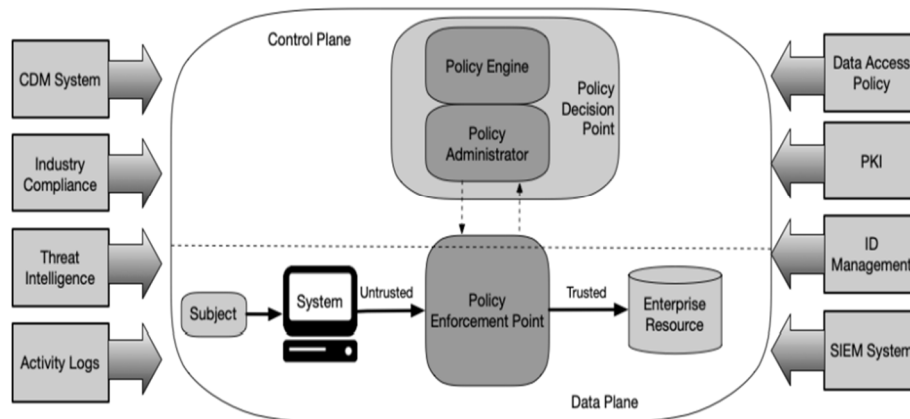 Control Plane
CDM System
Industry
Compliance
Threat
Intelligence
Activity Logs
Policy Engine
Policy
Administrator
Policy
Decision
Point
Subject
System
Untrusted
Policy
Enforcement Point
Trusted
Enterprise
Resource
Data Plane
Data Access
Policy
PKI
ID
Management
SIEM System